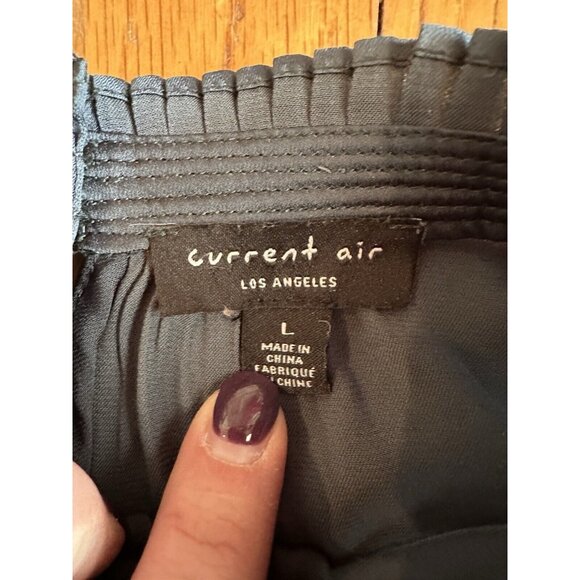 current air
LOS ANGELES
L
MADE IN
CHINA
FABRIQUÉ
CHINE